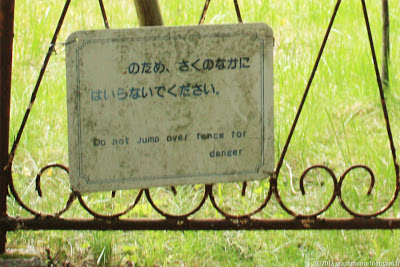 のため、さくのなかに
はいらないでください。
Do not Jump over fence for
danger